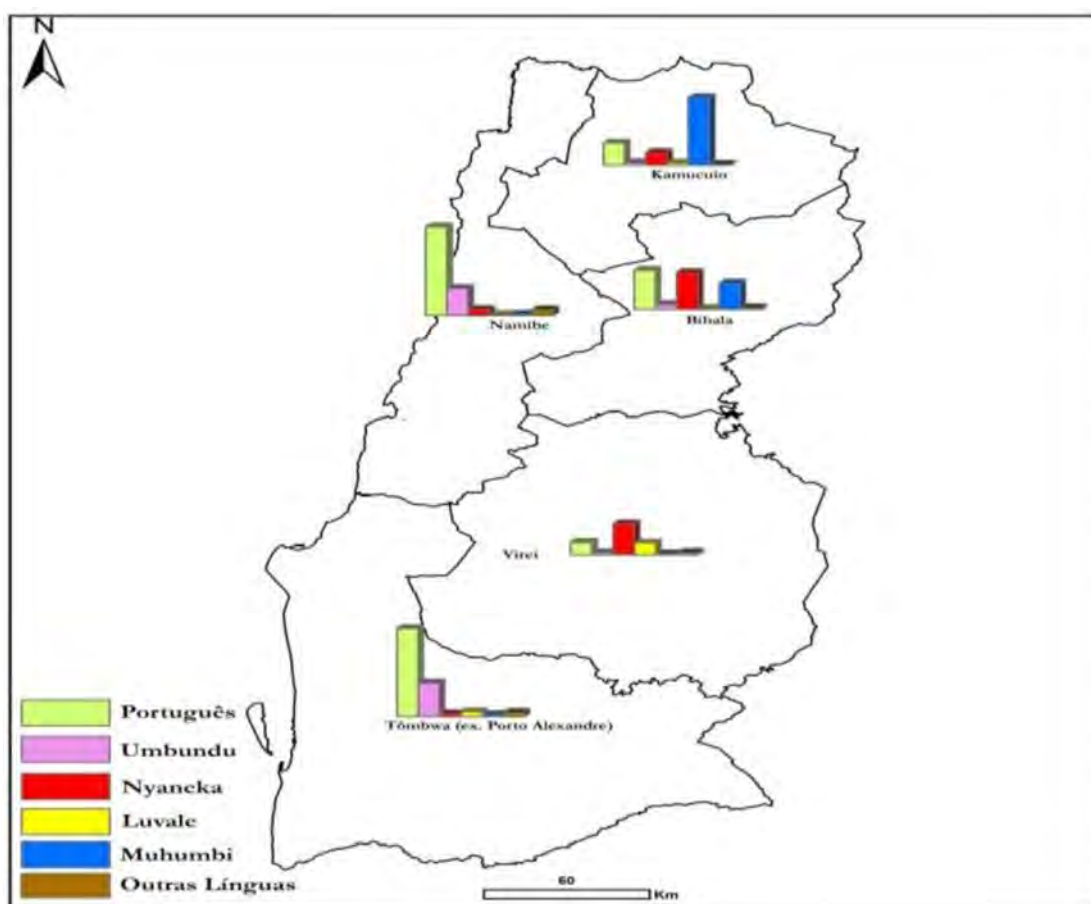 N
Kamucuio
Bibala
Namibe
Virei
Tômbwa (ex. Porto Alexandre)
Português
Umbundu
Nyaneka
Luvale
Muhumbi
Outras Línguas
60
Km